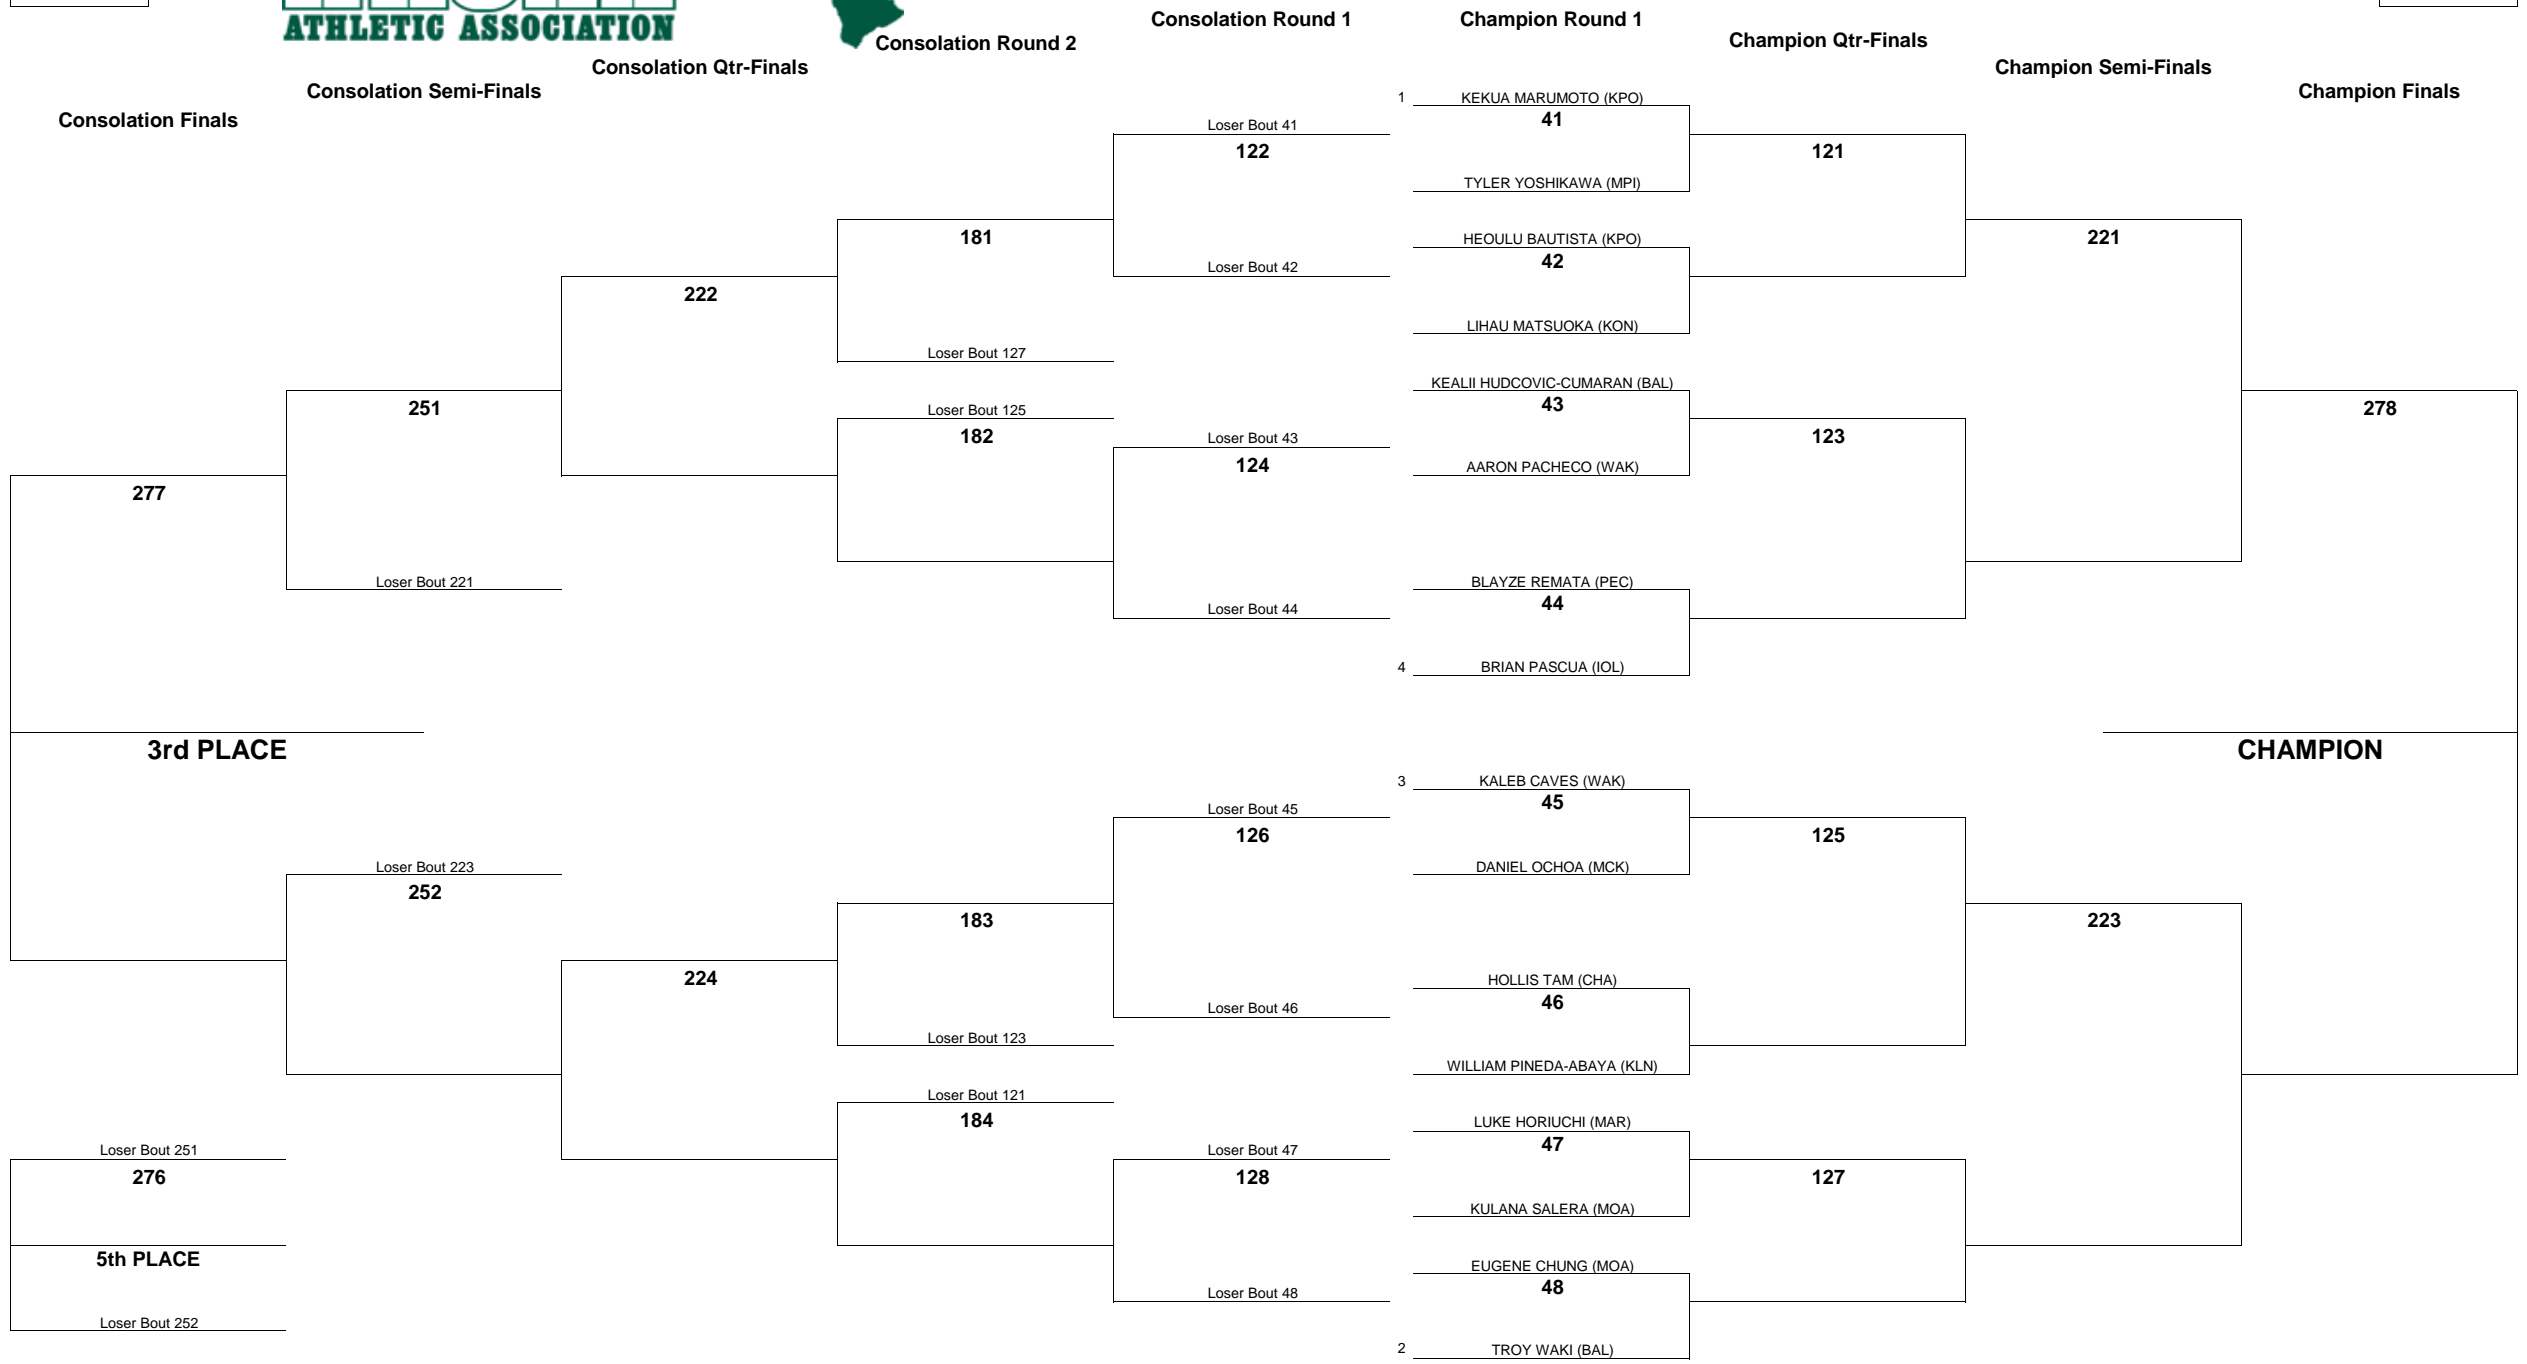 ATHLETIC ASSOCIATION
Consolation Round 1
Champion Round 1
Consolation Round 2
Champion Qtr-Finals
Consolation Qtr-Finals
Champion Semi-Finals
Consolation Semi-Finals
Champion Finals
Consolation Finals
1 KEKUA MARUMOTO (KPO)
41
Loser Bout 41
122
121
TYLER YOSHIKAWA (MPI)
181
HEOULU BAUTISTA (KPO)
221
42
Loser Bout 42
222
LIHAU MATSUOKA (KON)
Loser Bout 127
KEALII HUDCOVIC-CUMARAN (BAL)
251
Loser Bout 125
43
278
182
Loser Bout 43
123
124
AARON PACHECO (WAK)
277
Loser Bout 221
BLAYZE REMATA (PEC)
44
Loser Bout 44
4 BRIAN PASCUA (IOL)
3rd PLACE
CHAMPION
3 KALEB CAVES (WAK)
45
Loser Bout 45
126
125
Loser Bout 223
DANIEL OCHOA (MCK)
252
183
223
224
HOLLIS TAM (CHA)
46
Loser Bout 46
Loser Bout 123
WILLIAM PINEDA-ABAYA (KLN)
Loser Bout 121
184
LUKE HORIUCHI (MAR)
47
Loser Bout 251
Loser Bout 47
276
128
127
KULANA SALERA (MOA)
5th PLACE
EUGENE CHUNG (MOA)
48
Loser Bout 48
Loser Bout 252
2 TROY WAKI (BAL)